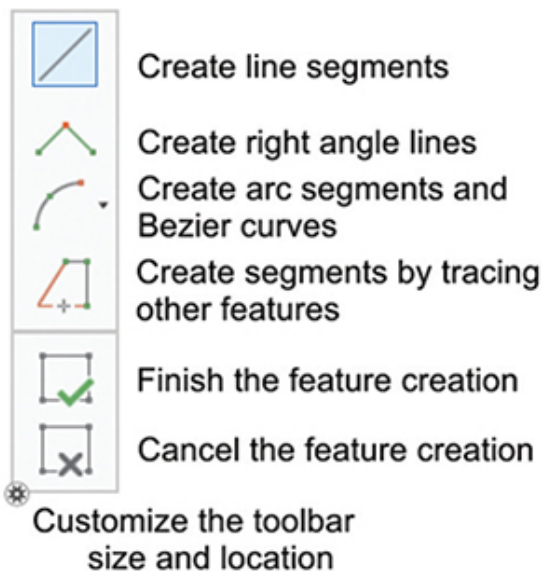 Create line segments
Create right angle lines
Create arc segments and
Bezier curves
Create segments by tracing
other features
Finish the feature creation
Cancel the feature creation
Customize the toolbar
size and location